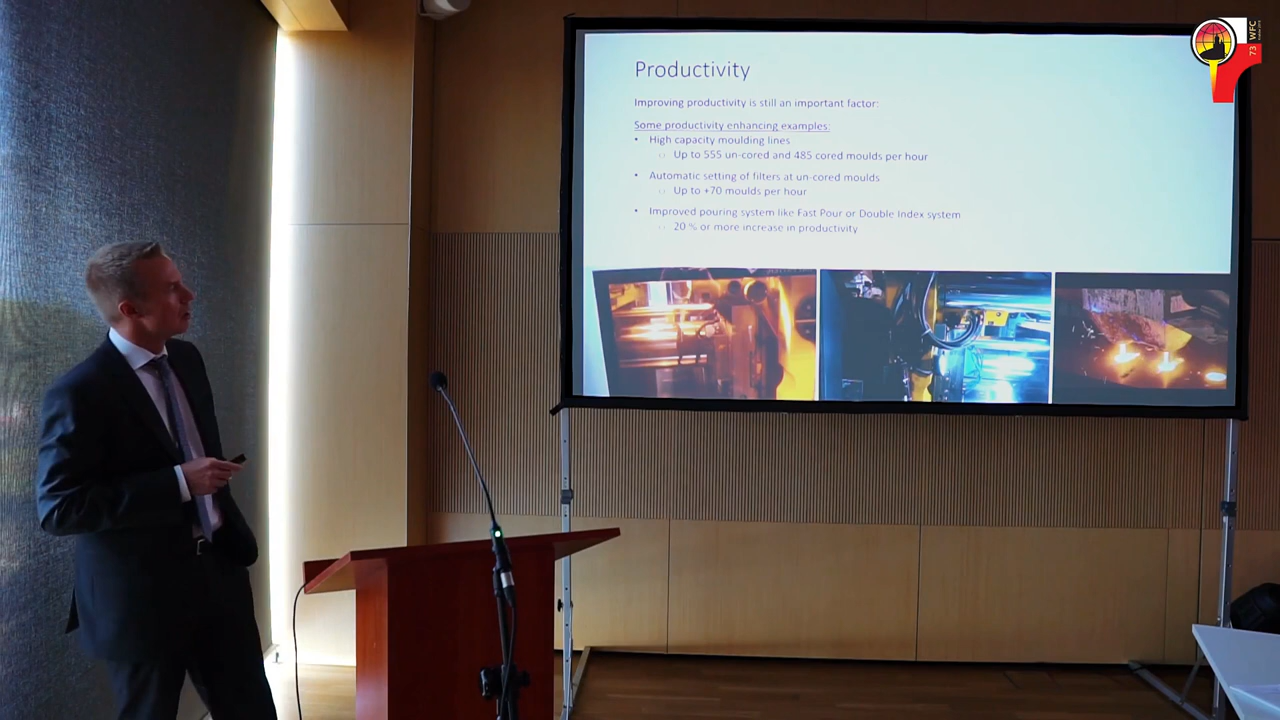 Productivity
Improving productivity is still an important factor:
Some productivity enhancing examples:
• High capacity moulding lines
Up to 555 un-cored and 485 cored moulds per hour
• Automatic setting of filters at un-cored moulds
Up to +70 moulds per hour
• Improved pouring system like Fast Pour or Double Index system
20 % or more increase in productivity
73 WFC